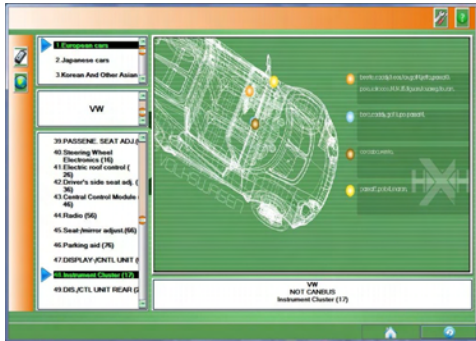 1.European cars
2.Japanese cars
3.Korean And Other Asian
VW
39.PASSENE. SEAT ADJ.(
40.Steering Wheel
Electronics (16)
41.Electric roof control (
26)
42.Driver's side seat adj. (
36)
43.Central Control Module (
46)
44.Radio (56)
45.Seat-/mirror adjust.(66)
46.Parking aid (76)
47.DISPLAY-/CNTL UNIT (
48.Instrument Cluster (17)
49.DIS./CTL UNIT REAR (
VW
NOT CANBUS
Instrument Cluster (17)